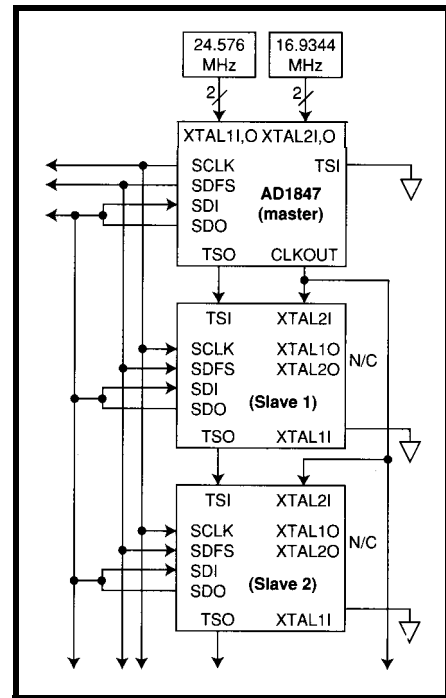 24.576
MHz
16.9344
MHz
2
2
XTAL1I,O XTAL2I,O
SCLK
TSI
SDFS
AD1847
SDI
(master)
SDO
TSO
CLKOUT
TSI
XTAL2I
SCLK
XTAL1O
SDFS
XTAL2O
N/C
SDI
SDO
(Slave 1)
TSO
XTAL1I
TSI
XTAL2I
SCLK
XTAL1O
SDFS
XTAL2O
N/C
SDI
SDO
(Slave 2)
TSO
XTAL1I